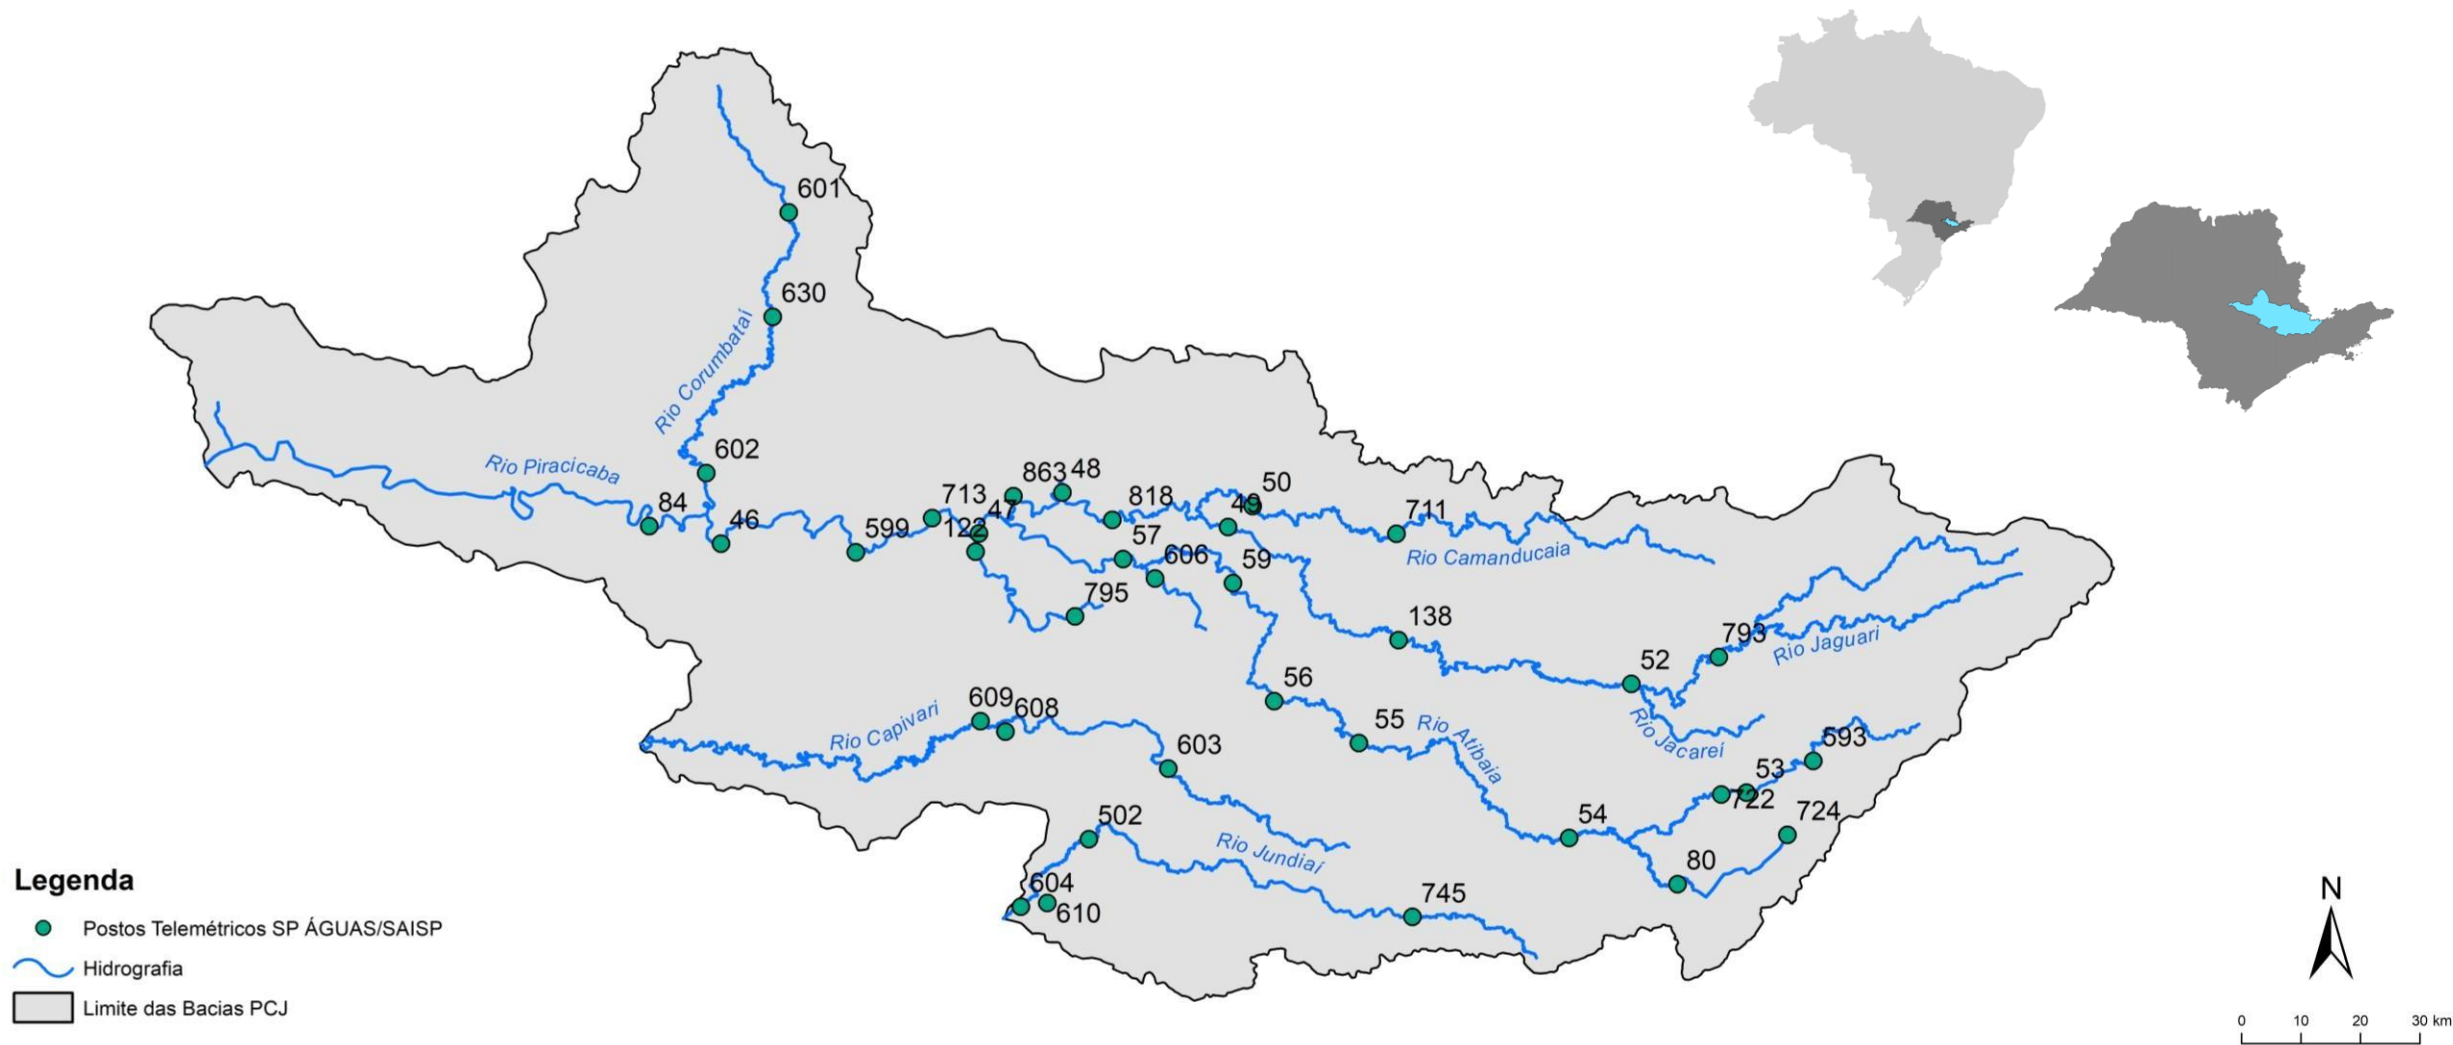 601
630
Rio Corumbataí
602
Rio Piracicaba
84
46
599
713
122
47
863
48
818
57
606
795
49
50
59
711
Rio Camanducaia
138
52
793
Rio Jaguari
Rio Jacareí
56
55
Rio Atibaia
593
53
722
724
54
80
609
608
Rio Capivari
603
502
Rio Jundiaí
604
610
745
Legenda
Postos Telemétricos SP ÁGUAS/SAISP
Hidrografia
Limite das Bacias PCJ
N
0 10 20 30 km